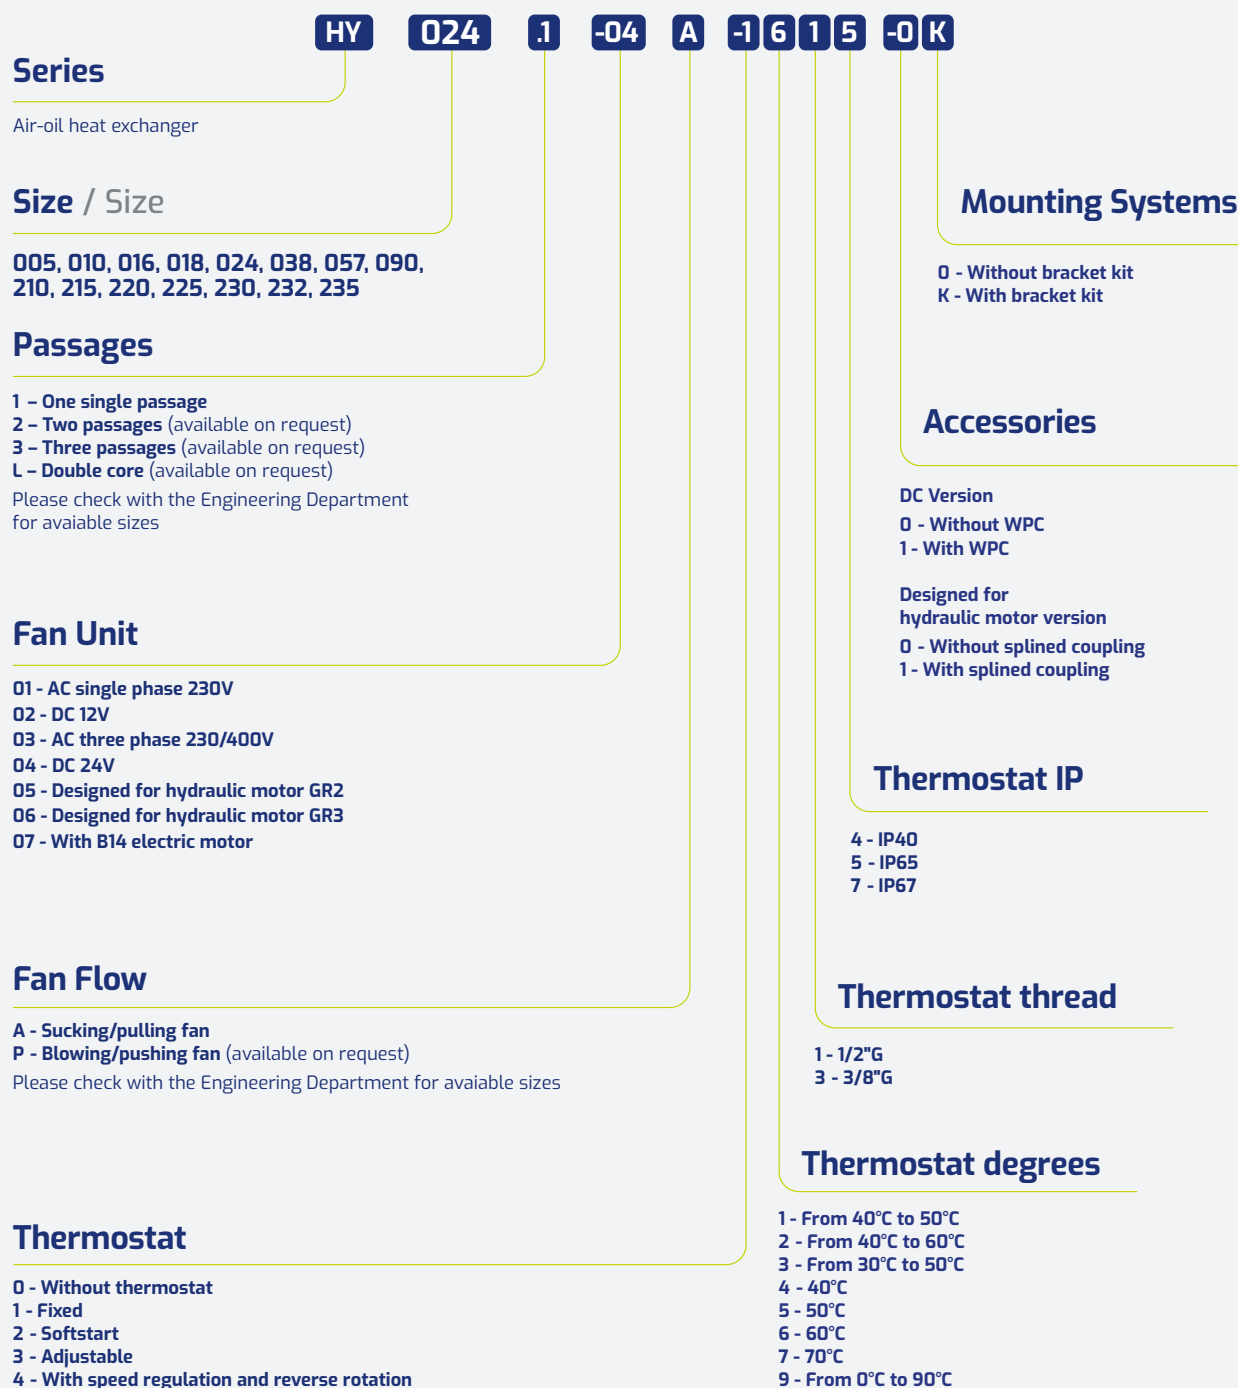 HY 024 .1 -04 A -1 6 1 5 -0 K
Series
Air-oil heat exchanger
Size / Size
005, 010, 016, 018, 024, 038, 057, 090,
210, 215, 220, 225, 230, 232, 235
Passages
1 – One single passage
2 – Two passages (available on request)
3 – Three passages (available on request)
L – Double core (available on request)
Please check with the Engineering Department
for avaiable sizes
Fan Unit
01 - AC single phase 230V
02 - DC 12V
03 - AC three phase 230/400V
04 - DC 24V
05 - Designed for hydraulic motor GR2
06 - Designed for hydraulic motor GR3
07 - With B14 electric motor
Fan Flow
A - Sucking/pulling fan
P - Blowing/pushing fan (available on request)
Please check with the Engineering Department for avaiable sizes
Thermostat
0 - Without thermostat
1 - Fixed
2 - Softstart
3 - Adjustable
4 - With speed regulation and reverse rotation
Mounting Systems
0 - Without bracket kit
K - With bracket kit
Accessories
DC Version
0 - Without WPC
1 - With WPC
Designed for
hydraulic motor version
0 - Without splined coupling
1 - With splined coupling
Thermostat IP
4 - IP40
5 - IP65
7 - IP67
Thermostat thread
1 - 1/2"G
3 - 3/8"G
Thermostat degrees
1 - From 40°C to 50°C
2 - From 40°C to 60°C
3 - From 30°C to 50°C
4 - 40°C
5 - 50°C
6 - 60°C
7 - 70°C
9 - From 0°C to 90°C